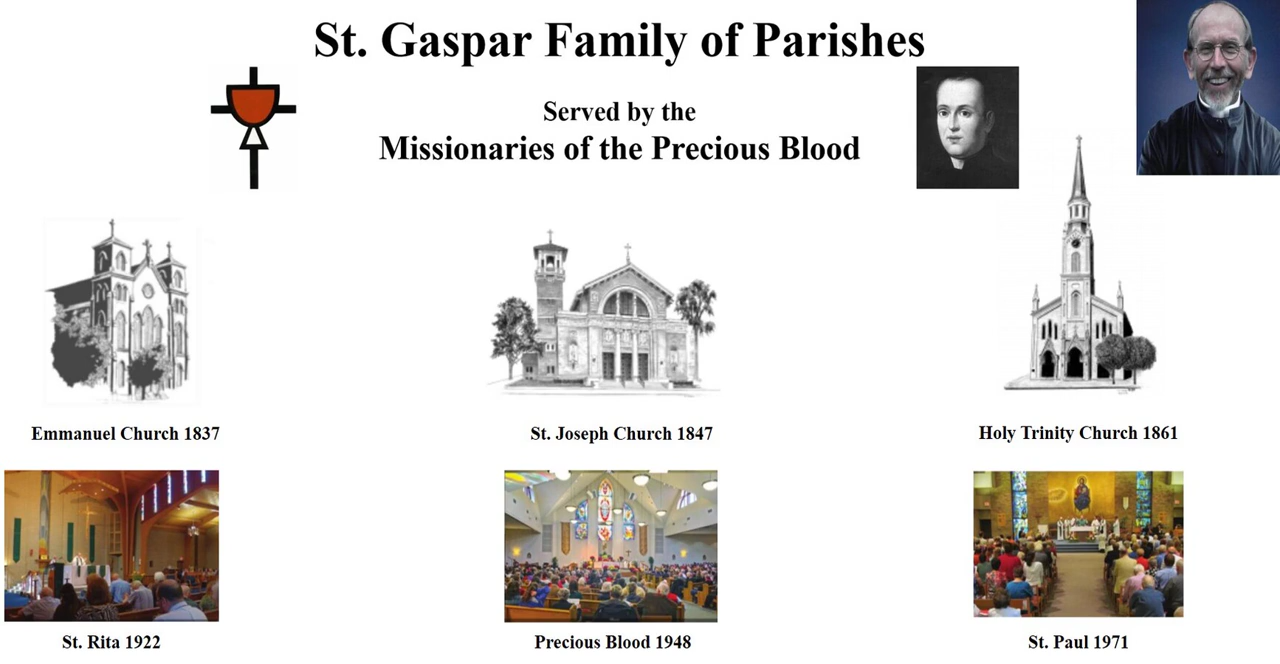 St. Gaspar Family of Parishes
Served by the
Missionaries of the Precious Blood
Emmanuel Church 1837
St. Joseph Church 1847
Holy Trinity Church 1861
St. Rita 1922
Precious Blood 1948
St. Paul 1971